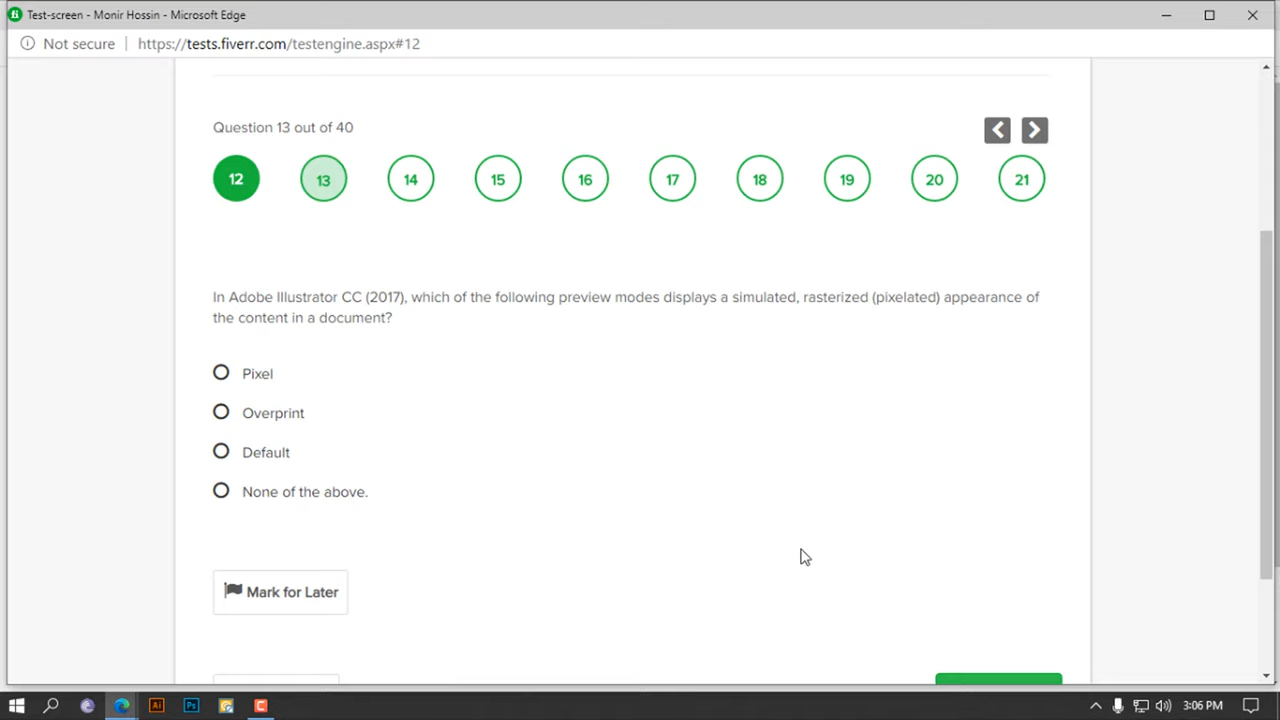 Test-screen - Monir Hossin - Microsoft Edge
Not secure | https://tests.fiverr.com/testengine.aspx#12
Question 13 out of 40
12 13 14 15 16 17 18 19 20 21
In Adobe Illustrator CC (2017), which of the following preview modes displays a simulated, rasterized (pixelated) appearance of
the content in a document?
Pixel
Overprint
Default
None of the above.
Mark for Later
Ai Ps 3:06 PM